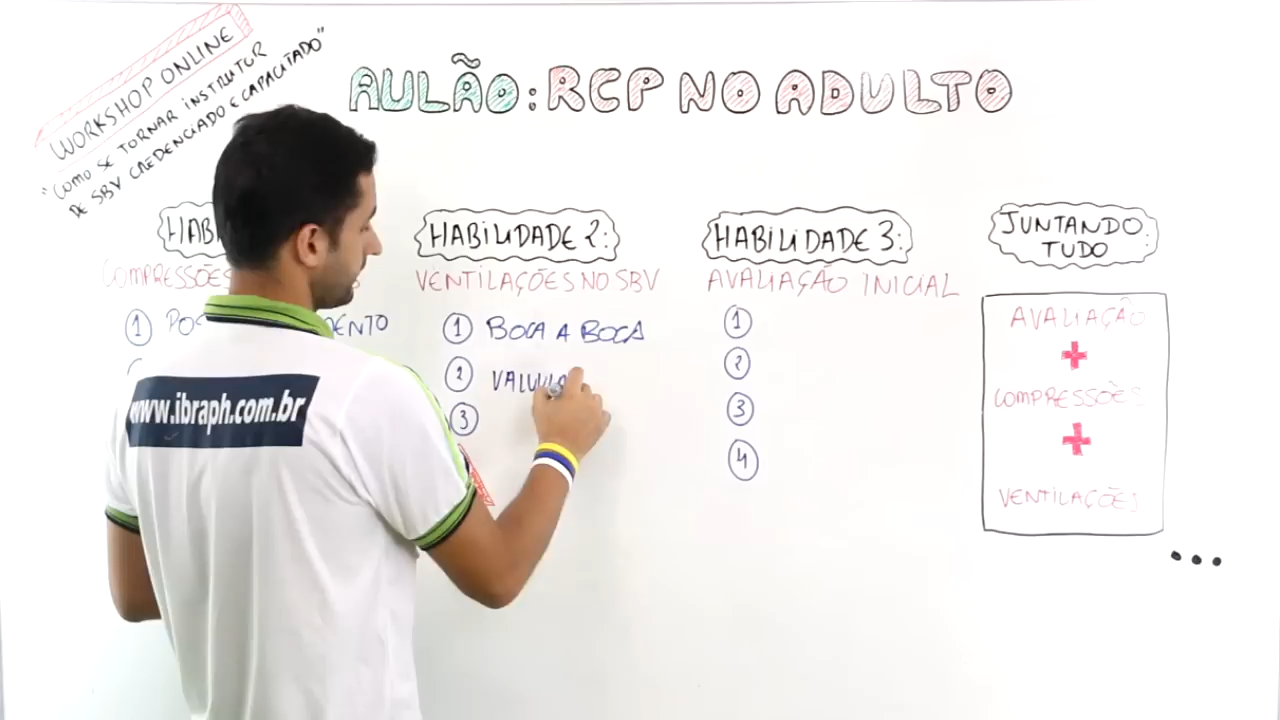 WORKSHOP ONLINE
"COMO SE TORNAR INSTRUTOR
DE SBV CREDENCIADO E CAPACITADO"
AULÃO: RCP NO ADULTO
HABILIDADE 2:
VENTILAÇÕES NO SBV
1 BOCA A BOCA
2
3
HABILIDADE 3:
AVALIAÇÃO INICIAL
1
2
3
4
JUNTANDO
TUDO
AVALIAÇÃO
+
COMPRESSÕES
+
VENTILAÇÕES
...
COMPRESSÕES
1
www.ibraph.com.br